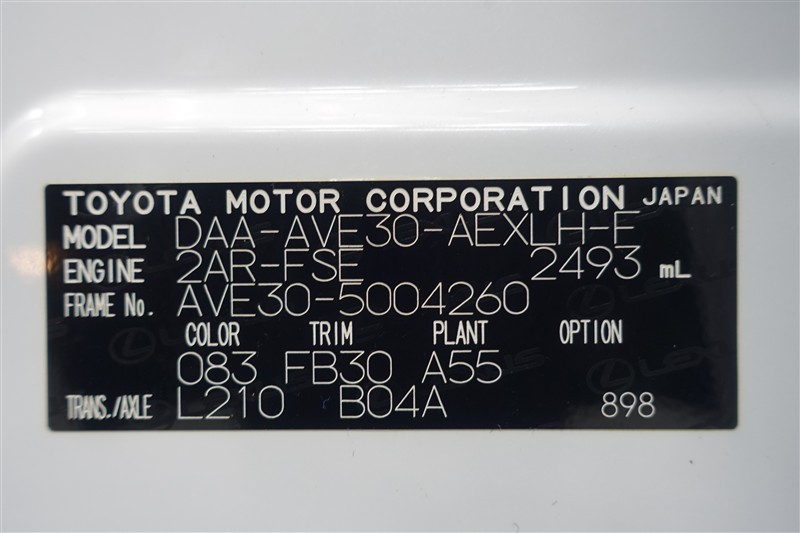 TOYOTA MOTOR CORPORATION JAPAN
MODEL DAA-AVE30-AEXLH-F
ENGINE 2AR-FSE 2493 mL
FRAME No. AVE30-5004260
COLOR TRIM PLANT OPTION
083 FB30 A55
TRANS./AXLE L210 B04A 898